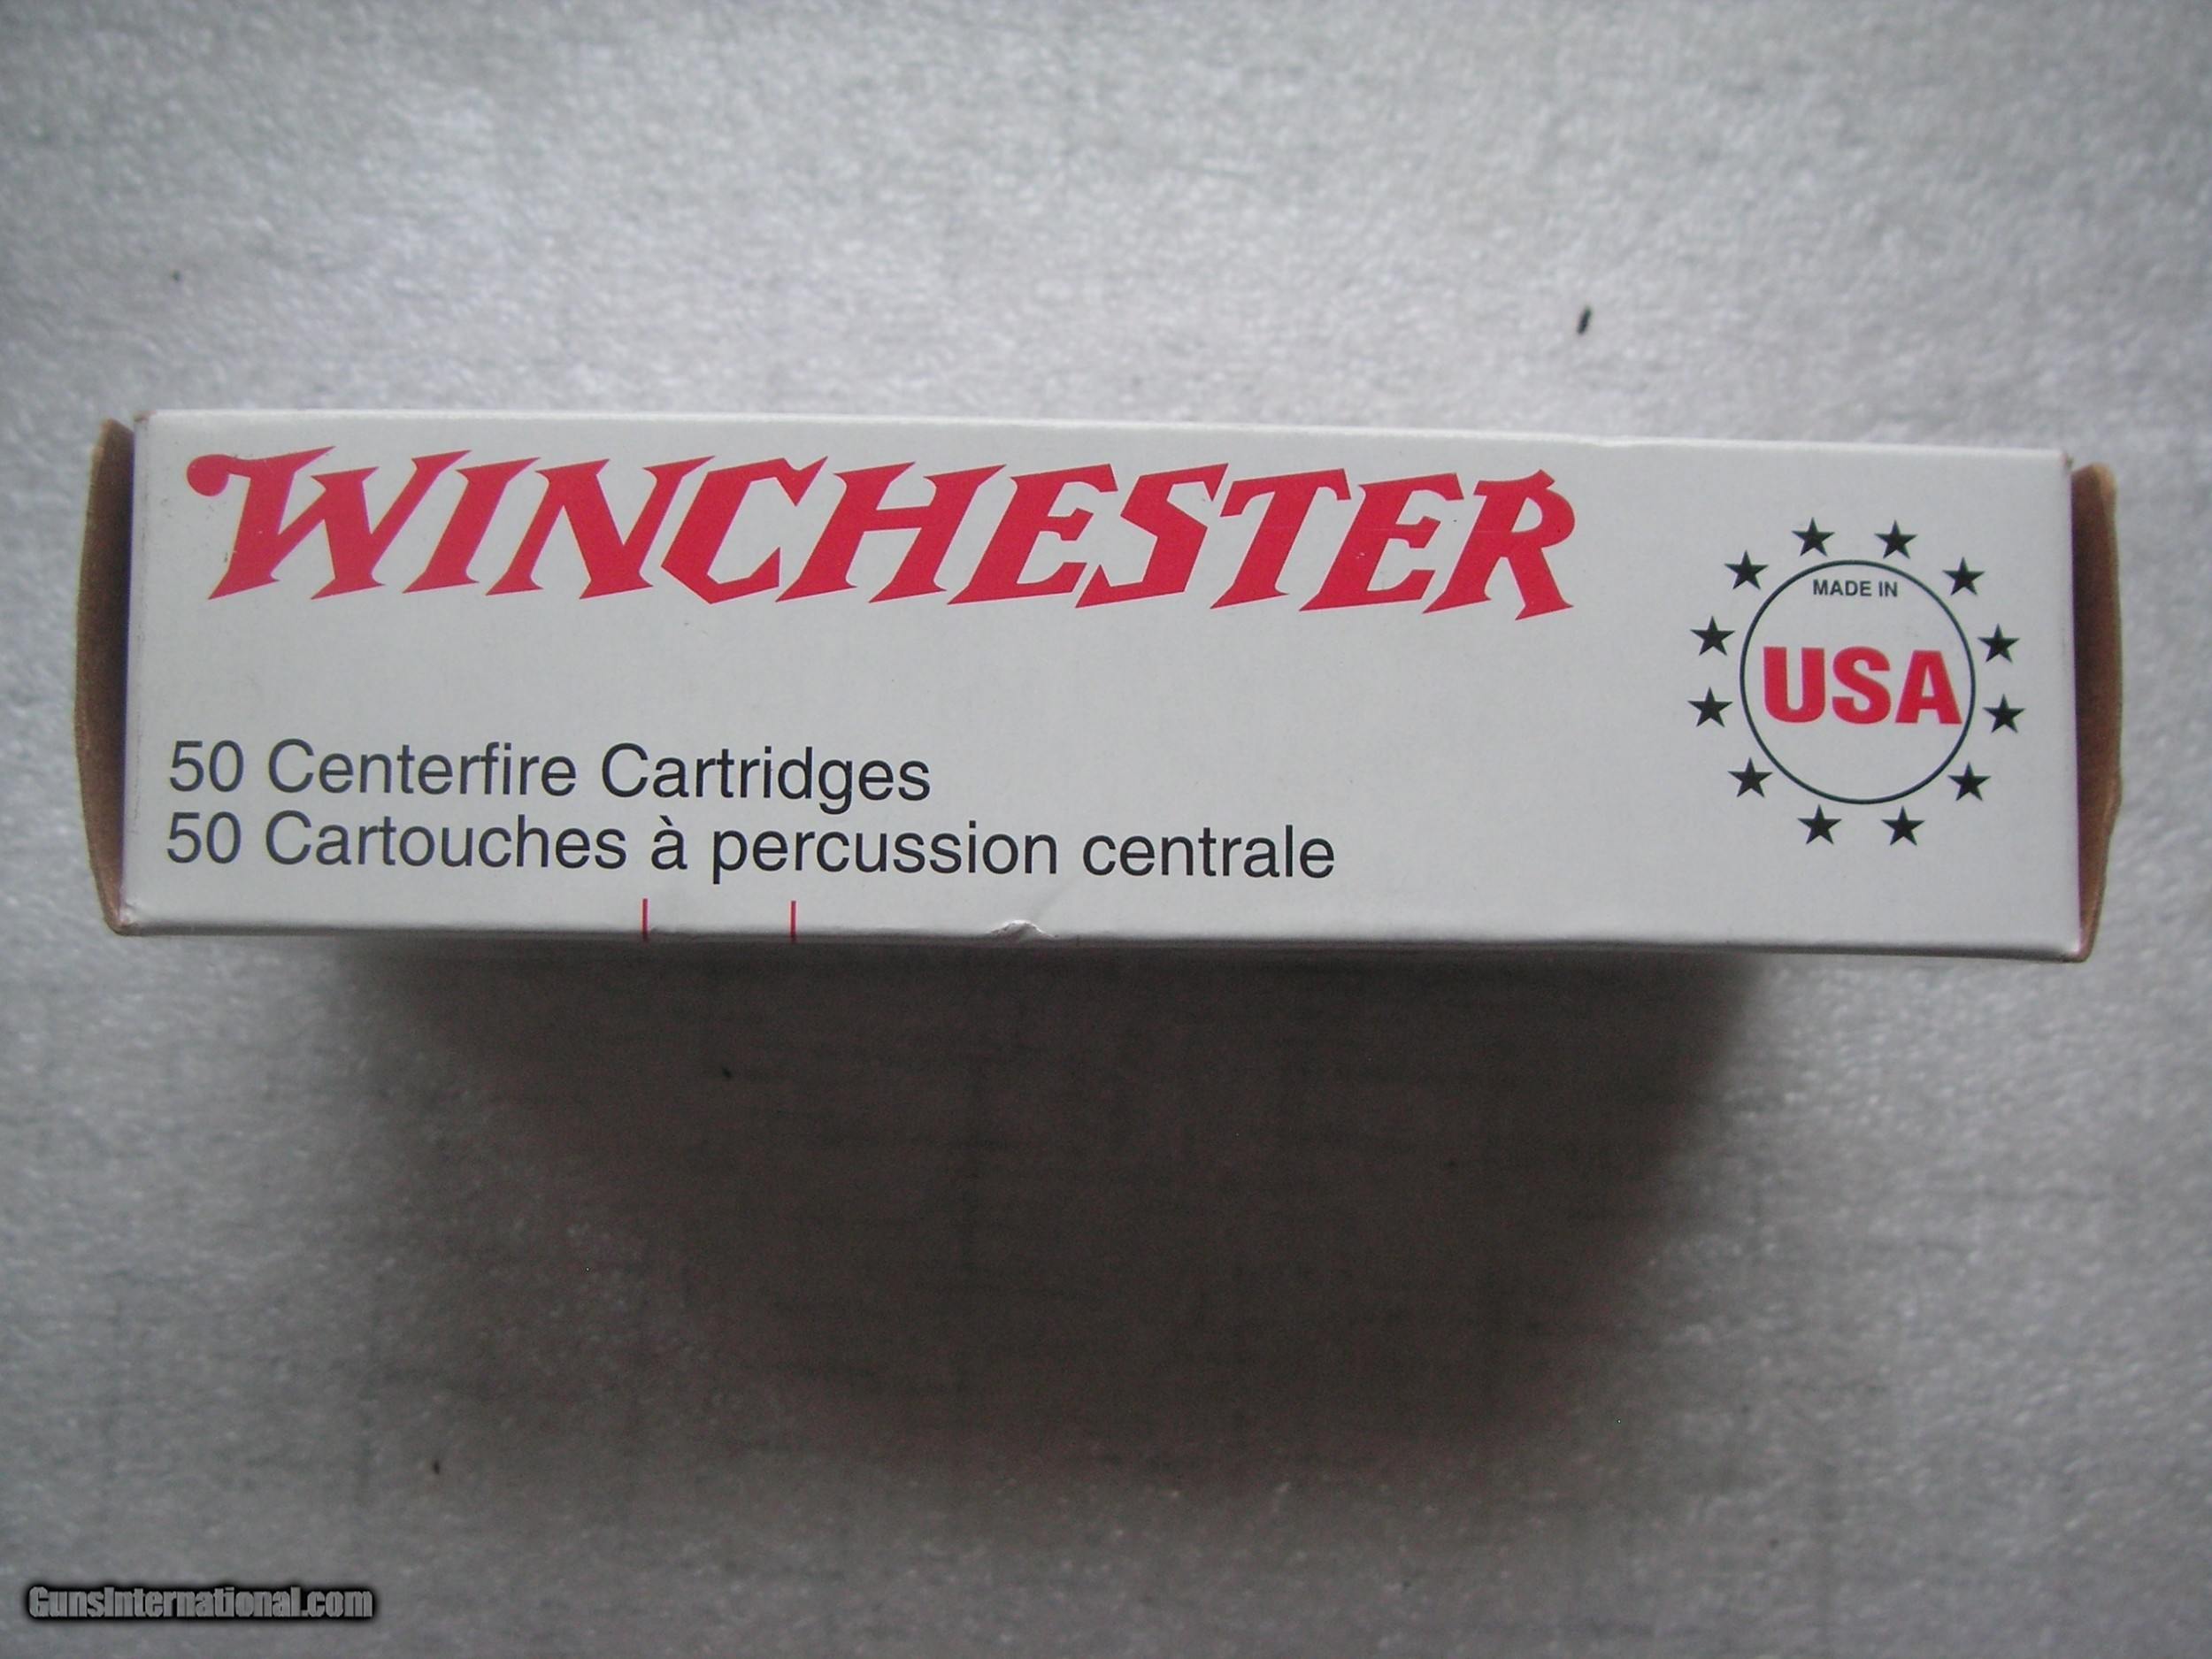 WINCHESTER
MADE IN
USA
50 Centerfire Cartridges
50 Cartouches à percussion centrale
GunsInternational.com